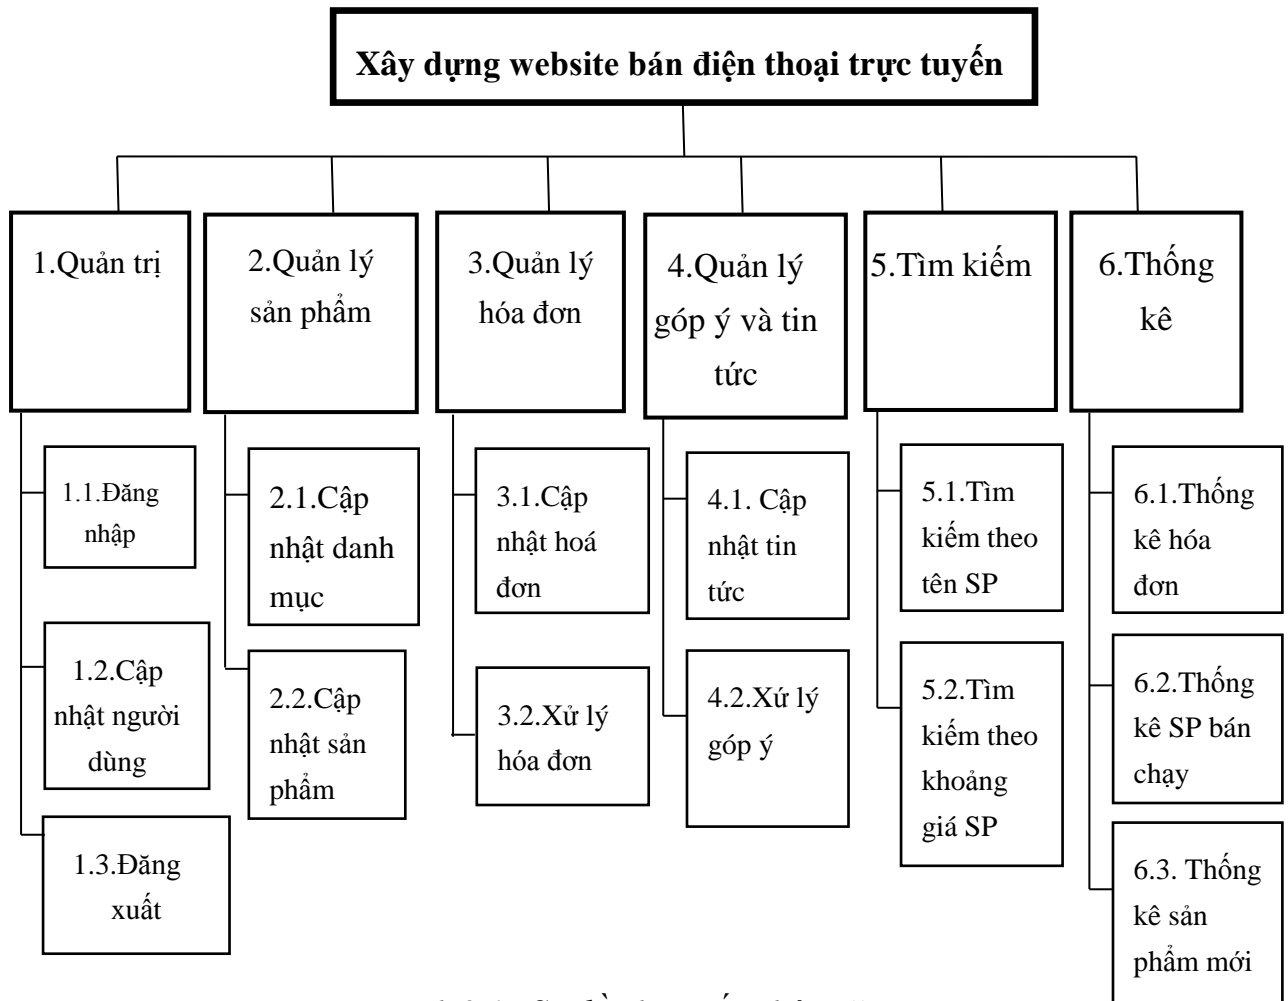 Xây dựng website bán điện thoại trực tuyến
1.Quản trị
2.Quản lý
sản phẩm
3.Quản lý
hóa đơn
4.Quản lý
góp ý và tin
tức
5.Tìm kiếm
6.Thống
kê
1.1.Đăng
nhập
1.2.Cập
nhật người
dùng
1.3.Đăng
xuất
2.1.Cập
nhật danh
mục
2.2.Cập
nhật sản
phẩm
3.1.Cập
nhật hoá
đơn
3.2.Xử lý
hóa đơn
4.1. Cập
nhật tin
tức
4.2.Xử lý
góp ý
5.1.Tìm
kiếm theo
tên SP
5.2.Tìm
kiếm theo
khoảng
giá SP
6.1.Thống
kê hóa
đơn
6.2.Thống
kê SP bán
chạy
6.3. Thống
kê sản
phẩm mới